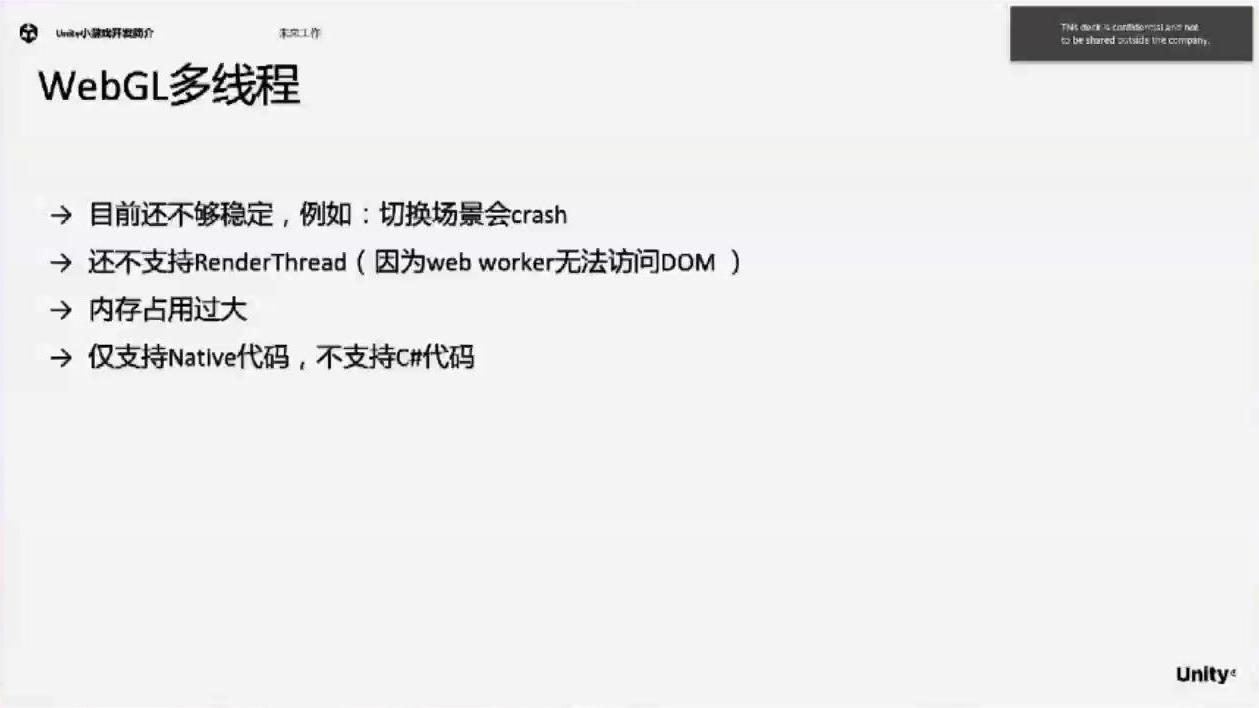 Unity小游戏开发简介
未来工作
This deck is confidential and not
to be shared outside the company.
WebGL多线程
→ 目前还不够稳定，例如：切换场景会crash
→ 还不支持RenderThread（因为web worker无法访问DOM ）
→ 内存占用过大
→ 仅支持Native代码，不支持C#代码
Unity